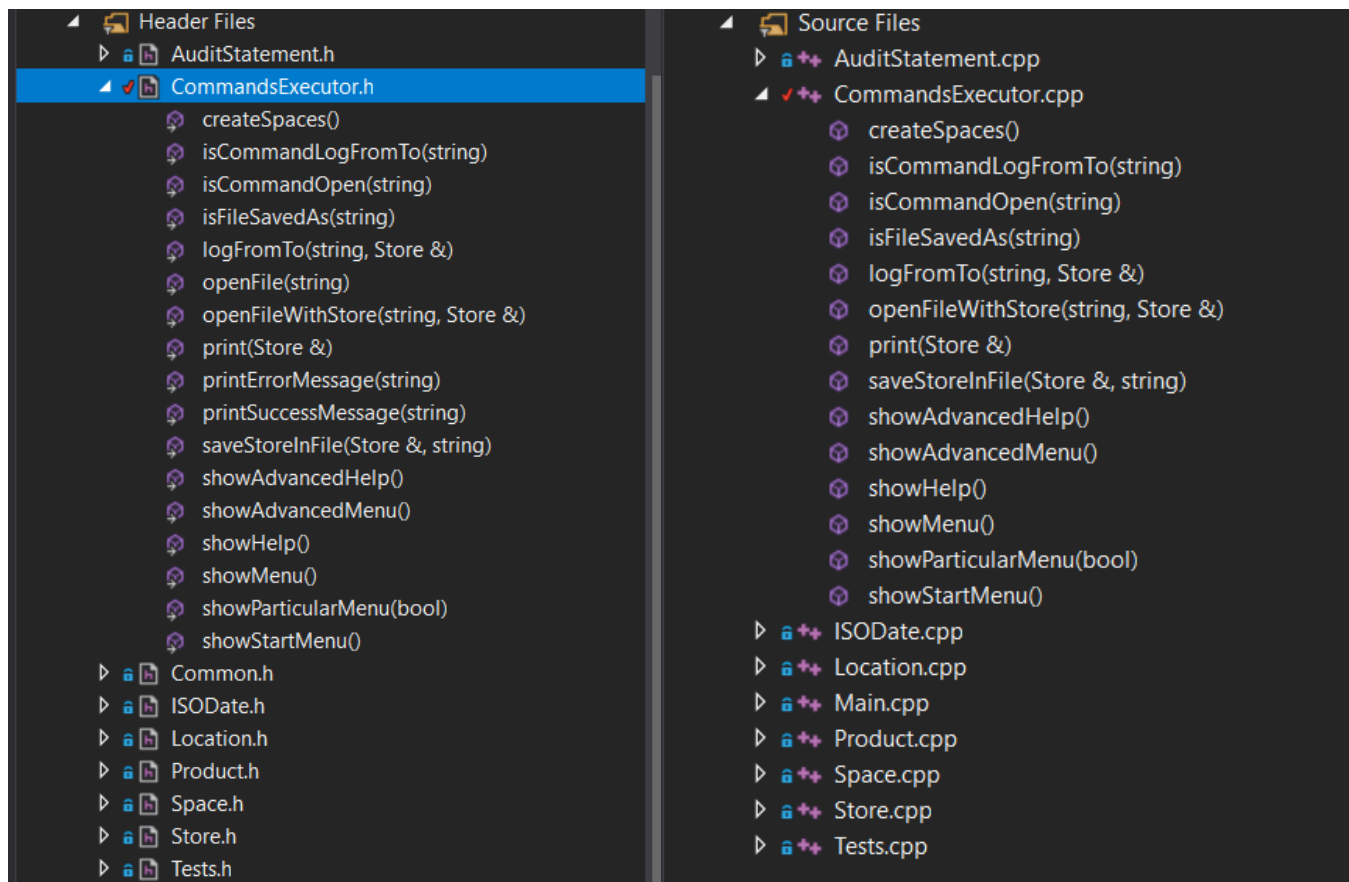 Header Files
AuditStatement.h
CommandsExecutor.h
createSpaces()
isCommandLogFromTo(string)
isCommandOpen(string)
isFileSavedAs(string)
logFromTo(string, Store &)
openFile(string)
openFileWithStore(string, Store &)
print(Store &)
printErrorMessage(string)
printSuccessMessage(string)
saveStoreInFile(Store &, string)
showAdvancedHelp()
showAdvancedMenu()
showHelp()
showMenu()
showParticularMenu(bool)
showStartMenu()
Common.h
ISODate.h
Location.h
Product.h
Space.h
Store.h
Tests.h
Source Files
AuditStatement.cpp
CommandsExecutor.cpp
createSpaces()
isCommandLogFromTo(string)
isCommandOpen(string)
isFileSavedAs(string)
logFromTo(string, Store &)
openFileWithStore(string, Store &)
print(Store &)
saveStoreInFile(Store &, string)
showAdvancedHelp()
showAdvancedMenu()
showHelp()
showMenu()
showParticularMenu(bool)
showStartMenu()
ISODate.cpp
Location.cpp
Main.cpp
Product.cpp
Space.cpp
Store.cpp
Tests.cpp